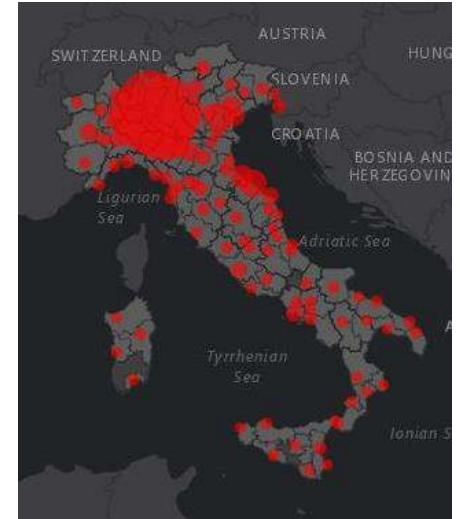 AUSTRIA
SWITZERLAND
HUNG
SLOVENIA
CROATIA
BOSNIA AND
HERZEGOVIN
Ligurian
Sea
Adriatic Sea
A
Tyrrhenian
Sea
Ionian S